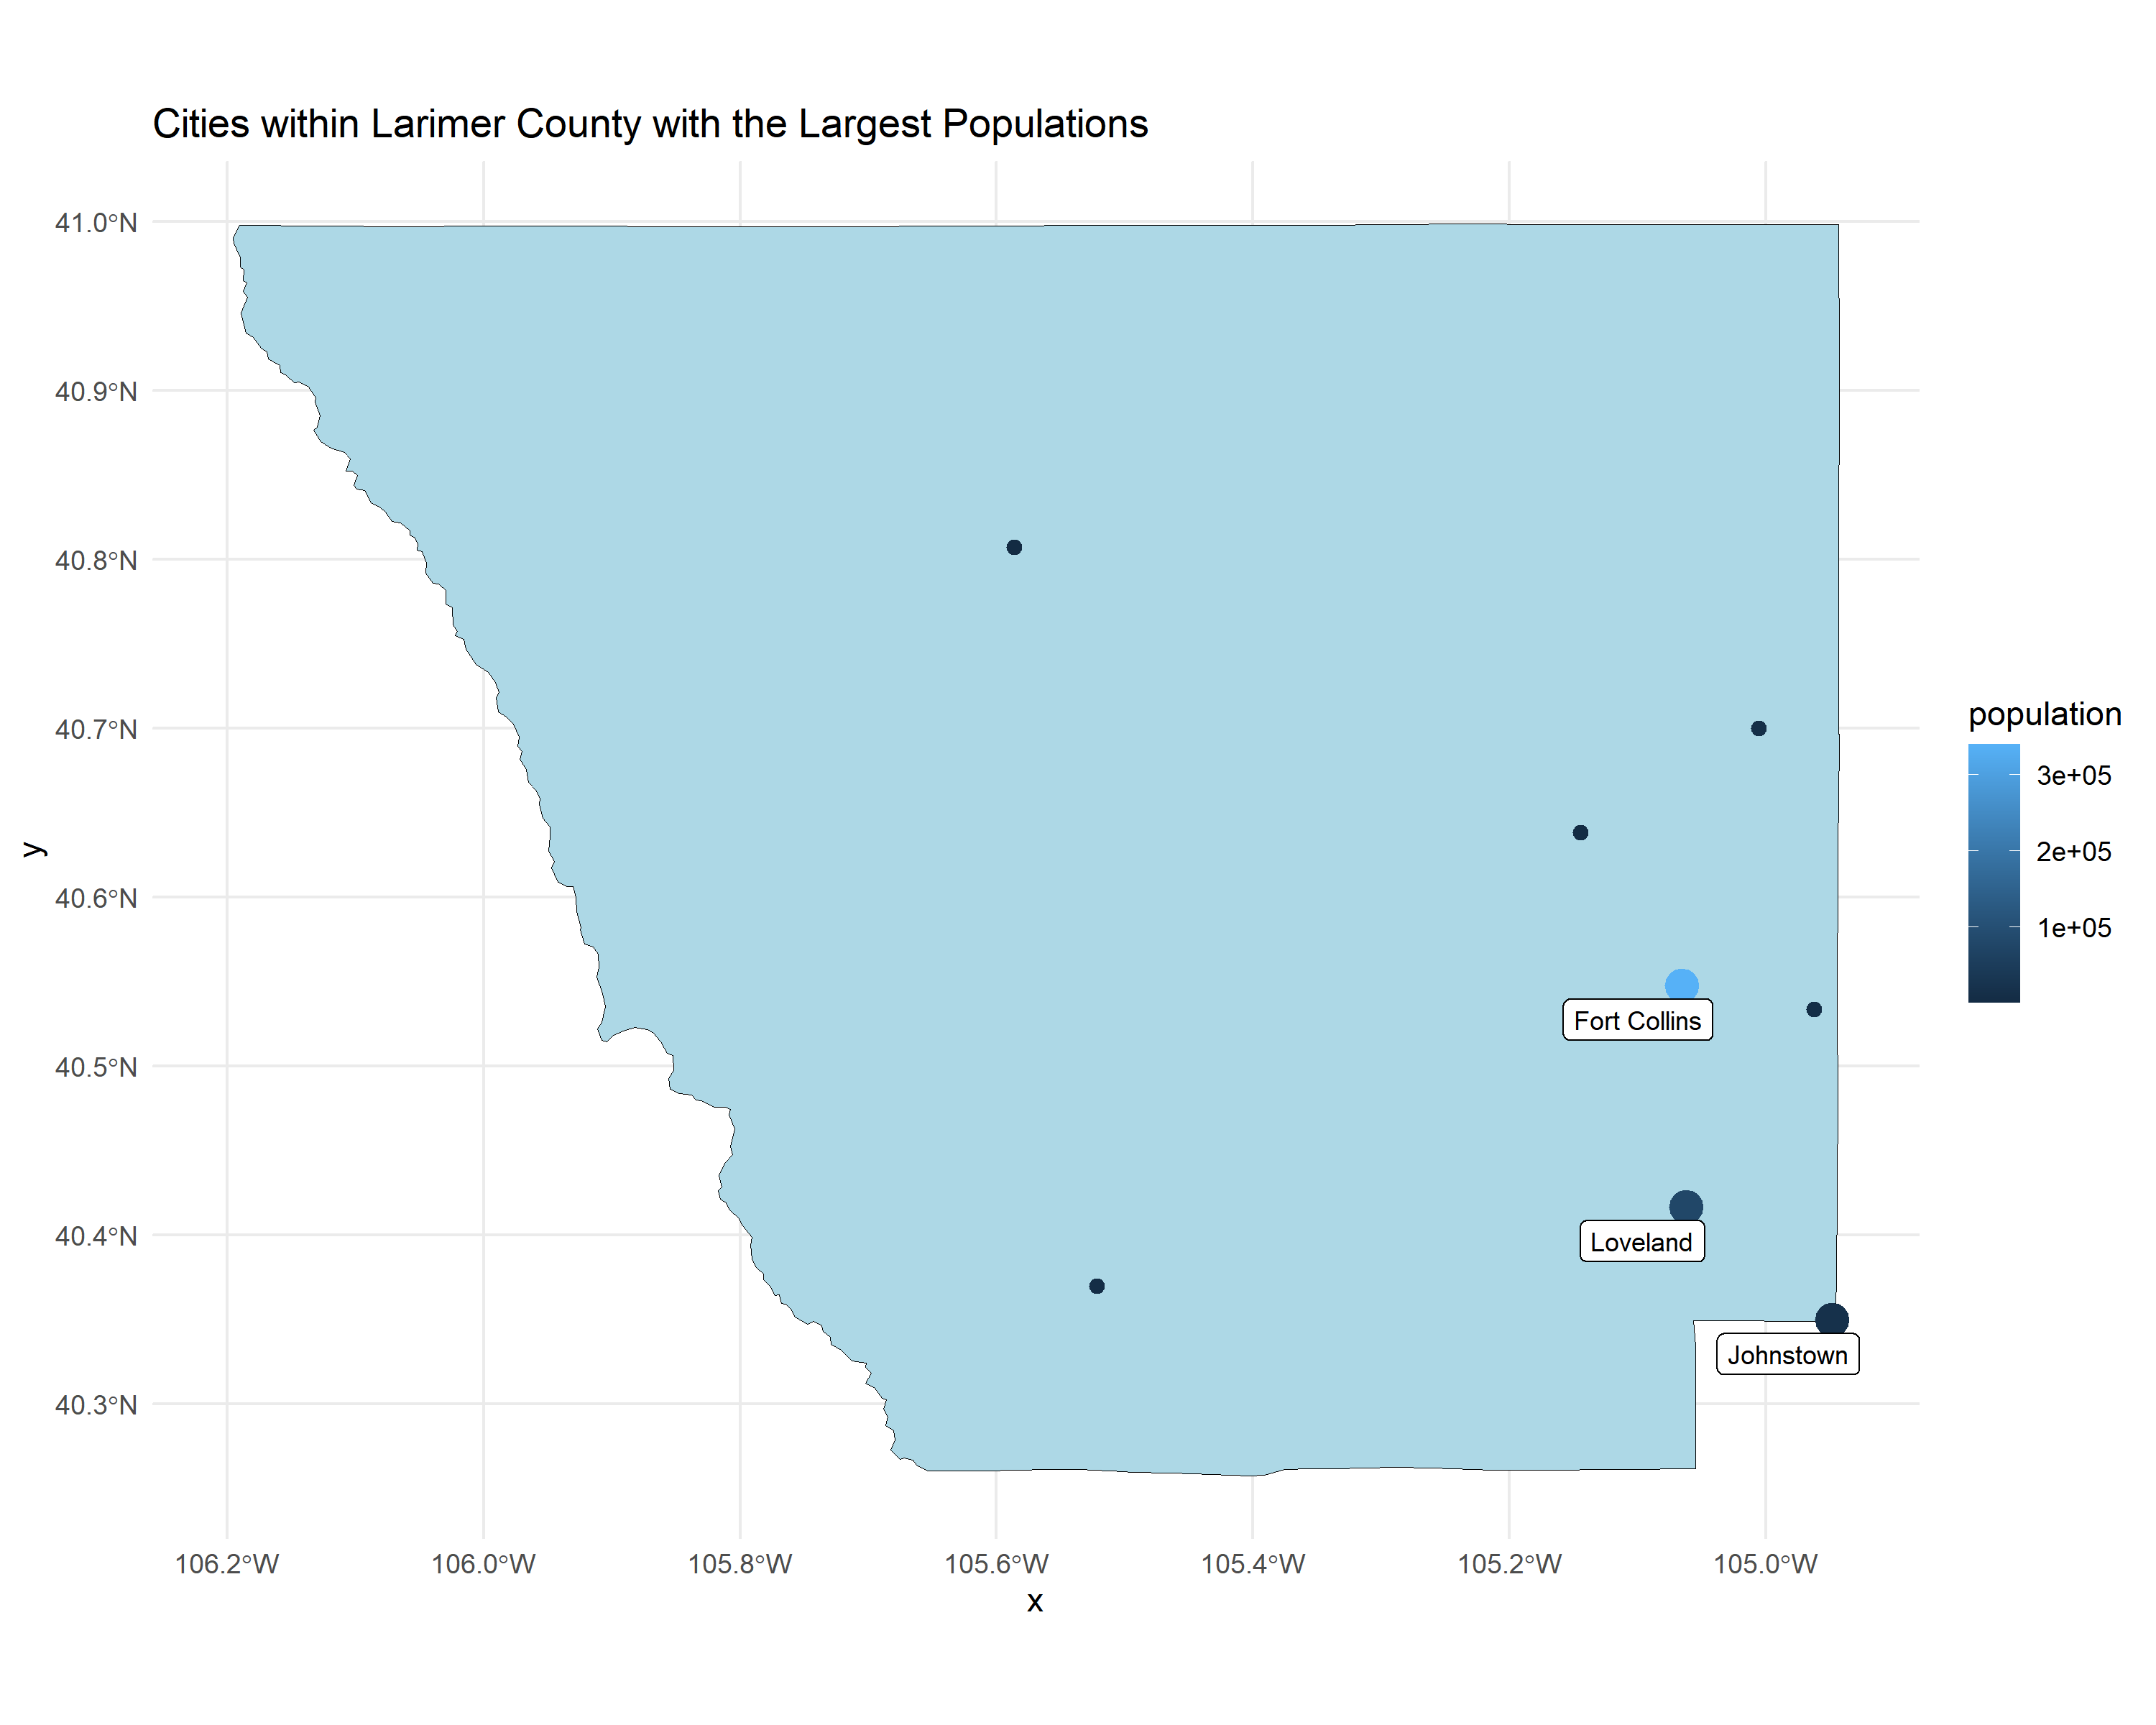 Cities within Larimer County with the Largest Populations
41.0°N
40.9°N
40.8°N
40.7°N
40.6°N
40.5°N
40.4°N
40.3°N
y
Fort Collins
Loveland
Johnstown
106.2°W
106.0°W
105.8°W
105.6°W
105.4°W
105.2°W
105.0°W
x
population
3e+05
2e+05
1e+05